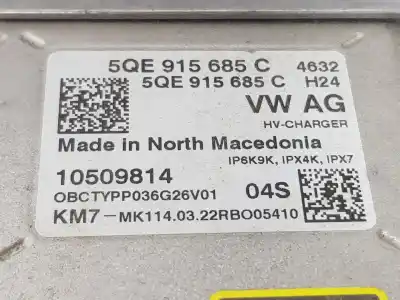 5QE 915 685 C 4632
5QE 915 685 C H24
VW AG
HV-CHARGER
Made in North Macedonia
IP6K9K, IPX4K, IPX7
10509814
OBCTYPP036G26V01 04S
KM7-MK114.03.22RBO05410